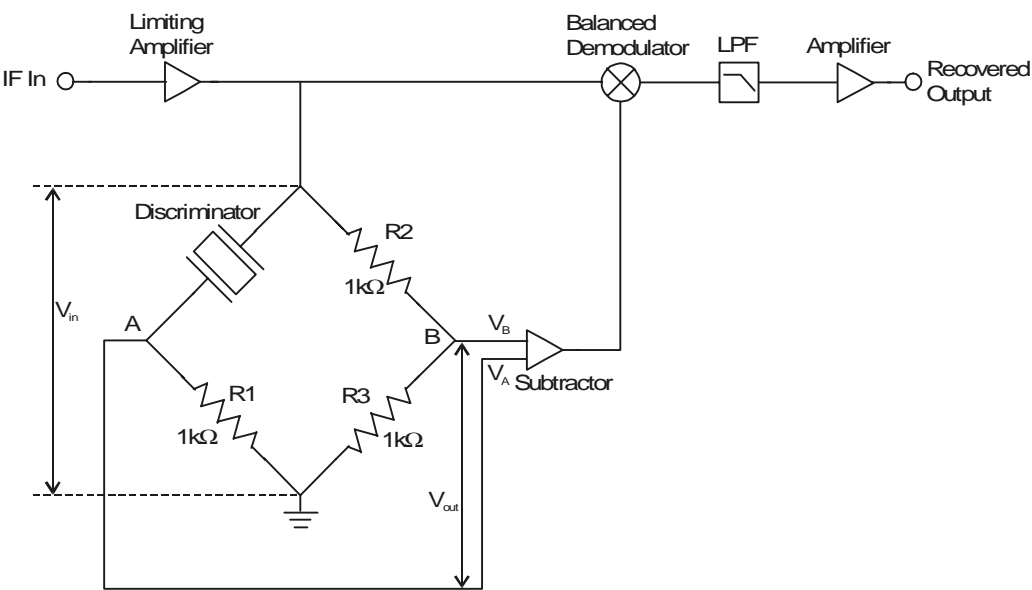 Limiting
Amplifier
Balanced
Demodulator
LPF
Amplifier
IF In
Recovered
Output
Discriminator
R2
1kΩ
Vin
A
B
VB
VA
Subtractor
R1
1kΩ
R3
1kΩ
Vout